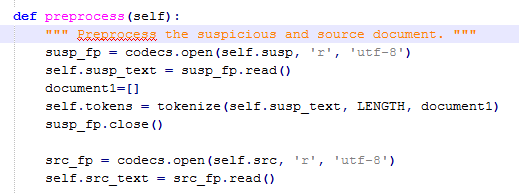 def preprocess(self):
    """ Preprocess the suspicious and source document. """
    susp_fp = codecs.open(self.susp, 'r', 'utf-8')
    self.susp_text = susp_fp.read()
    document1=[]
    self.tokens = tokenize(self.susp_text, LENGTH, document1)
    susp_fp.close()

    src_fp = codecs.open(self.src, 'r', 'utf-8')
    self.src_text = src_fp.read()